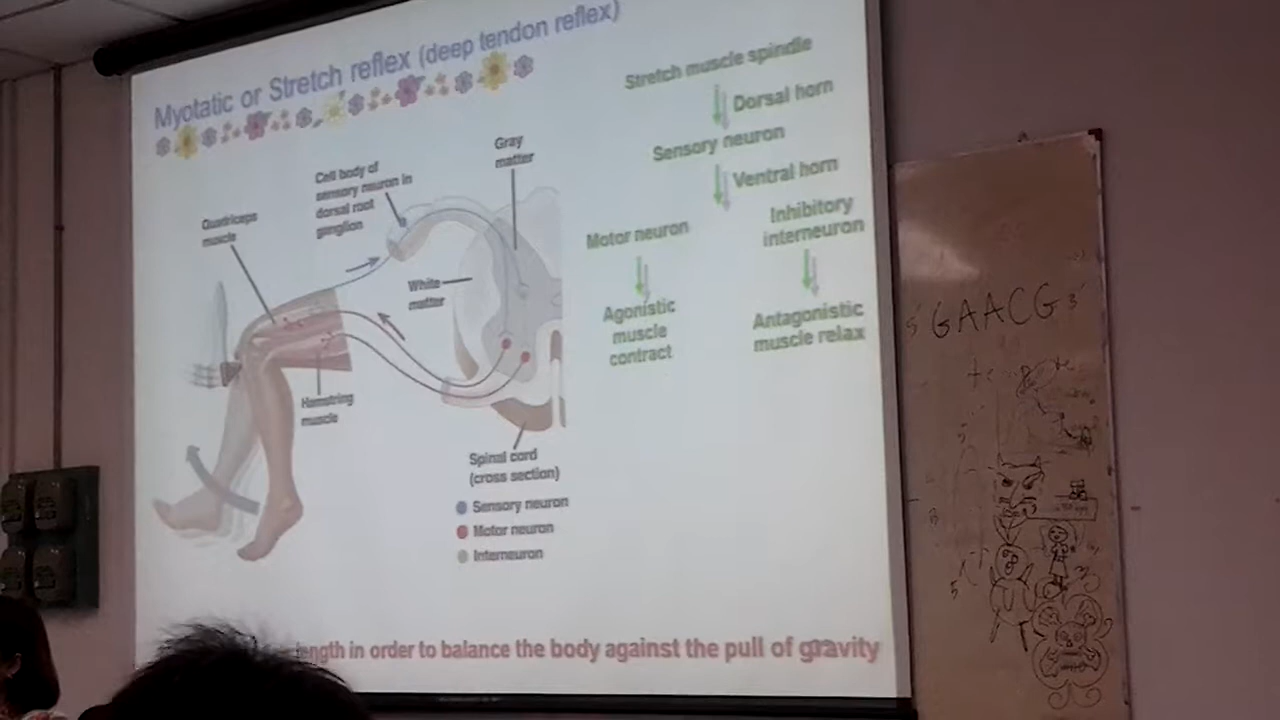 Myotatic or Stretch reflex (deep tendon reflex)
Stretch muscle spindle
Dorsal horn
Sensory neuron
Ventral horn
Motor neuron
Inhibitory
interneuron
Agonistic
muscle
contract
Antagonistic
muscle relax
Gray
matter
Cell body of
sensory neuron in
dorsal root
ganglion
Quadriceps
muscle
White
matter
Hamstring
muscle
Spinal cord
(cross section)
Sensory neuron
Motor neuron
Interneuron
length in order to balance the body against the pull of gravity
5' GAACG 3'